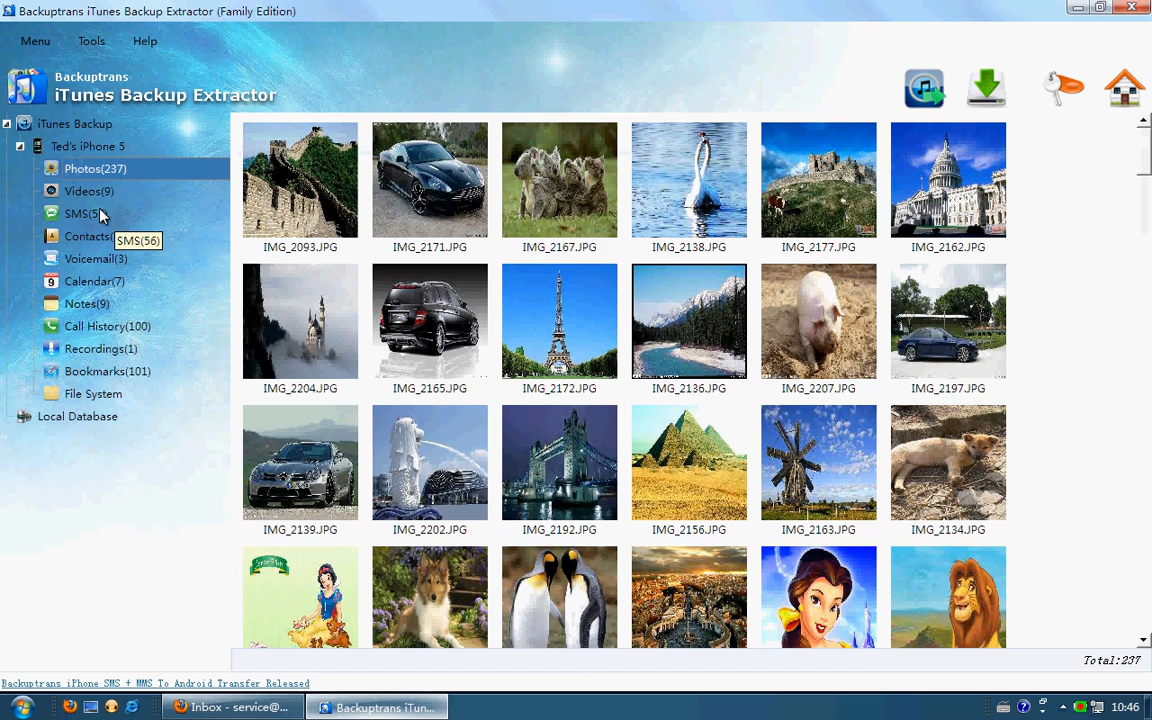 Backuptrans iTunes Backup Extractor (Family Edition)
Menu Tools Help
Backuptrans
iTunes Backup Extractor
iTunes Backup
Ted's iPhone 5
Photos(237)
Videos(9)
SMS(5
Contacts(
SMS(56)
Voicemail(3)
Calendar(7)
Notes(9)
Call History(100)
Recordings(1)
Bookmarks(101)
File System
Local Database
IMG_2093.JPG IMG_2171.JPG IMG_2167.JPG IMG_2138.JPG IMG_2177.JPG IMG_2162.JPG
IMG_2204.JPG IMG_2165.JPG IMG_2172.JPG IMG_2136.JPG IMG_2207.JPG IMG_2197.JPG
IMG_2139.JPG IMG_2202.JPG IMG_2192.JPG IMG_2156.JPG IMG_2163.JPG IMG_2134.JPG
Total:237
Backuptrans iPhone SMS + MMS To Android Transfer Released
Inbox - service@... Backuptrans iTun... 10:46